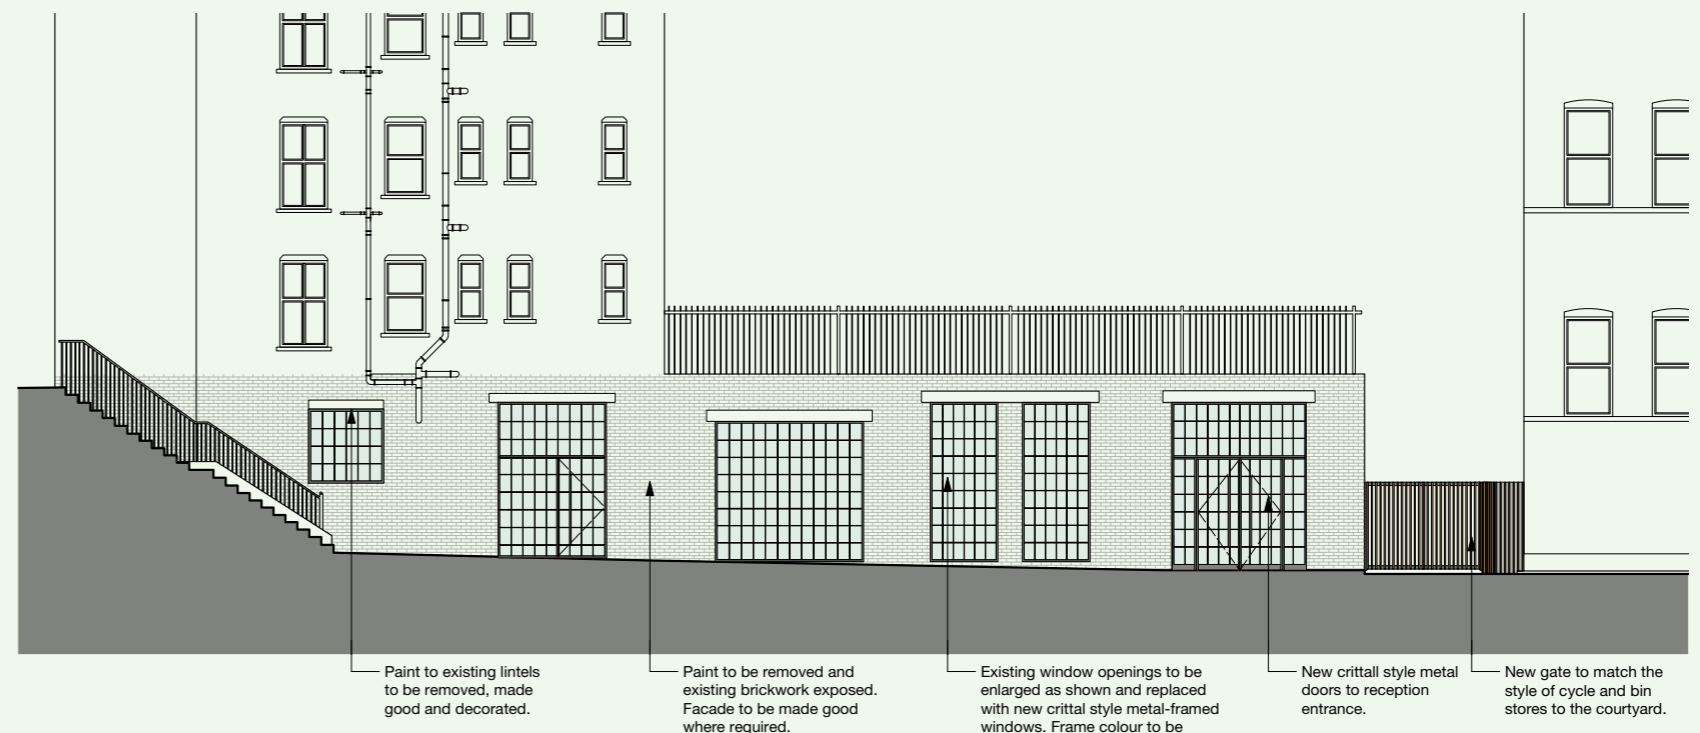 Paint to existing lintels
to be removed, made
good and decorated.
Paint to be removed and
existing brickwork exposed.
Facade to be made good
where required.
Existing window openings to be
enlarged as shown and replaced
with new crittal style metal-framed
windows. Frame colour to be
New crittall style metal
doors to reception
entrance.
New gate to match the
style of cycle and bin
stores to the courtyard.